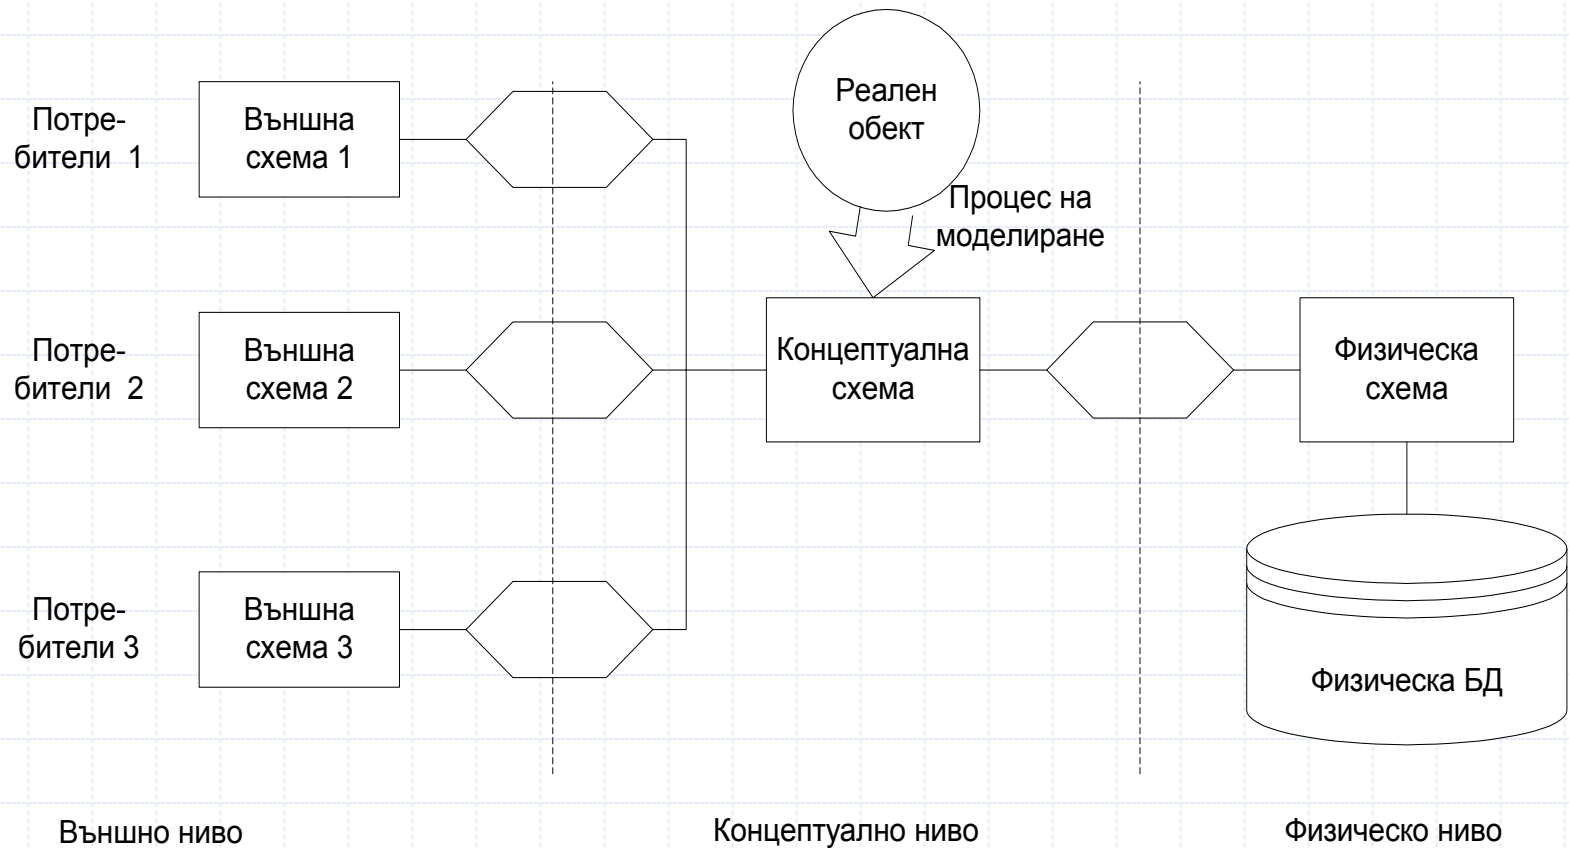 Потре-
бители 1
Външна
схема 1
Реален
обект
Процес на
моделиране
Потре-
бители 2
Външна
схема 2
Концептуална
схема
Физическа
схема
Потре-
бители 3
Външна
схема 3
Физическа БД
Външно ниво
Концептуално ниво
Физическо ниво